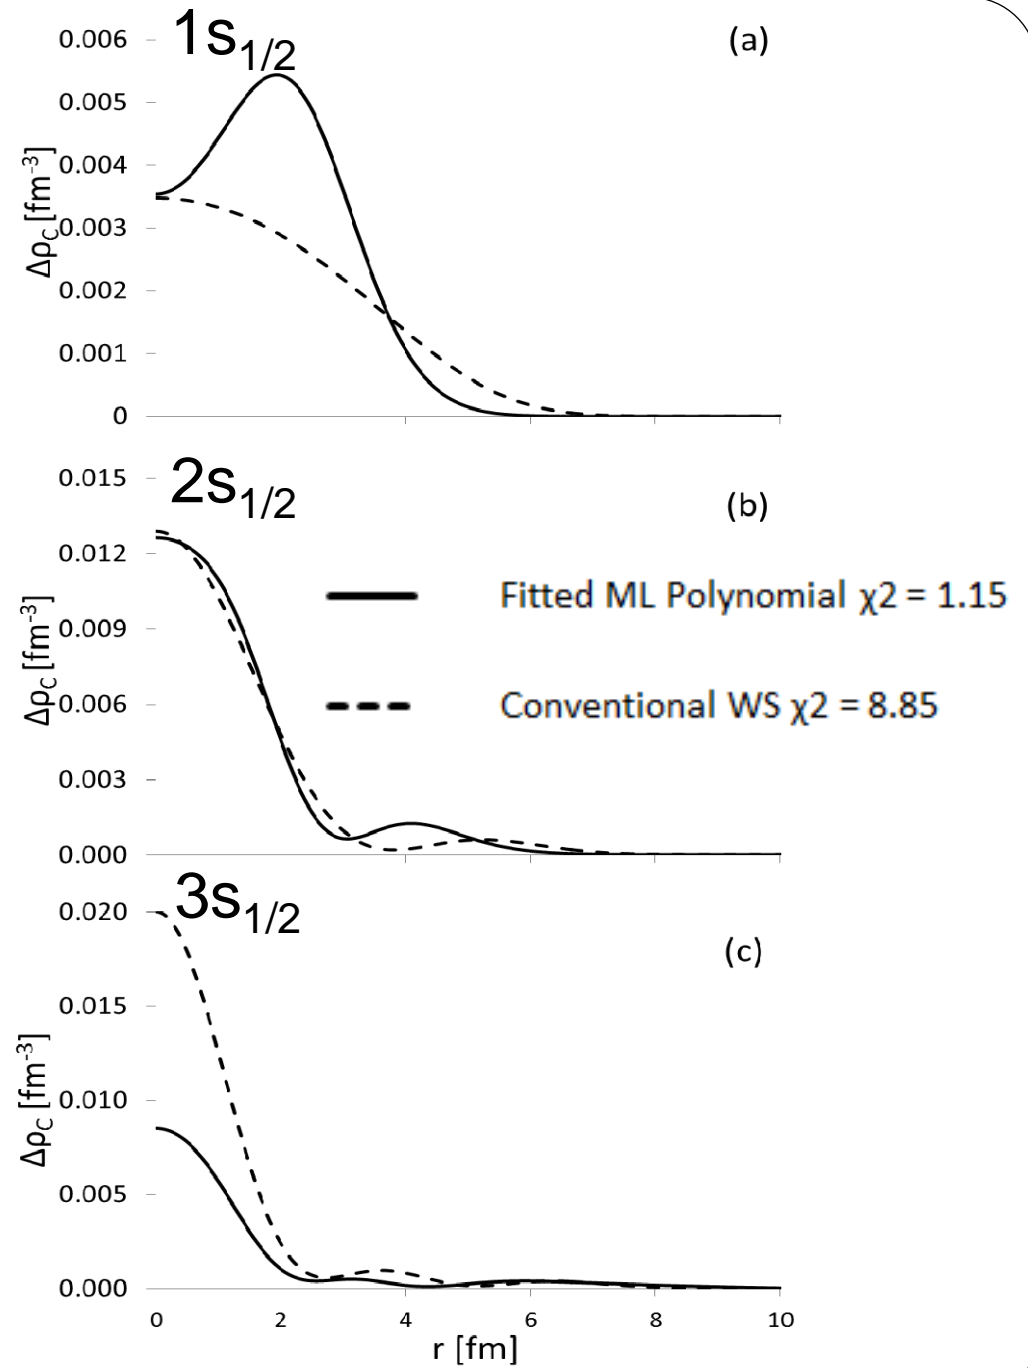 1s1/2
(a)
0.006
0.005
0.004
0.003
0.002
0.001
0
ΔρC [fm-3]
2s1/2
(b)
0.015
0.012
0.009
0.006
0.003
0.000
ΔρC [fm-3]
Fitted ML Polynomial χ2 = 1.15
Conventional WS χ2 = 8.85
3s1/2
(c)
0.020
0.015
0.010
0.005
0.000
ΔρC [fm-3]
0 2 4 6 8 10
r [fm]